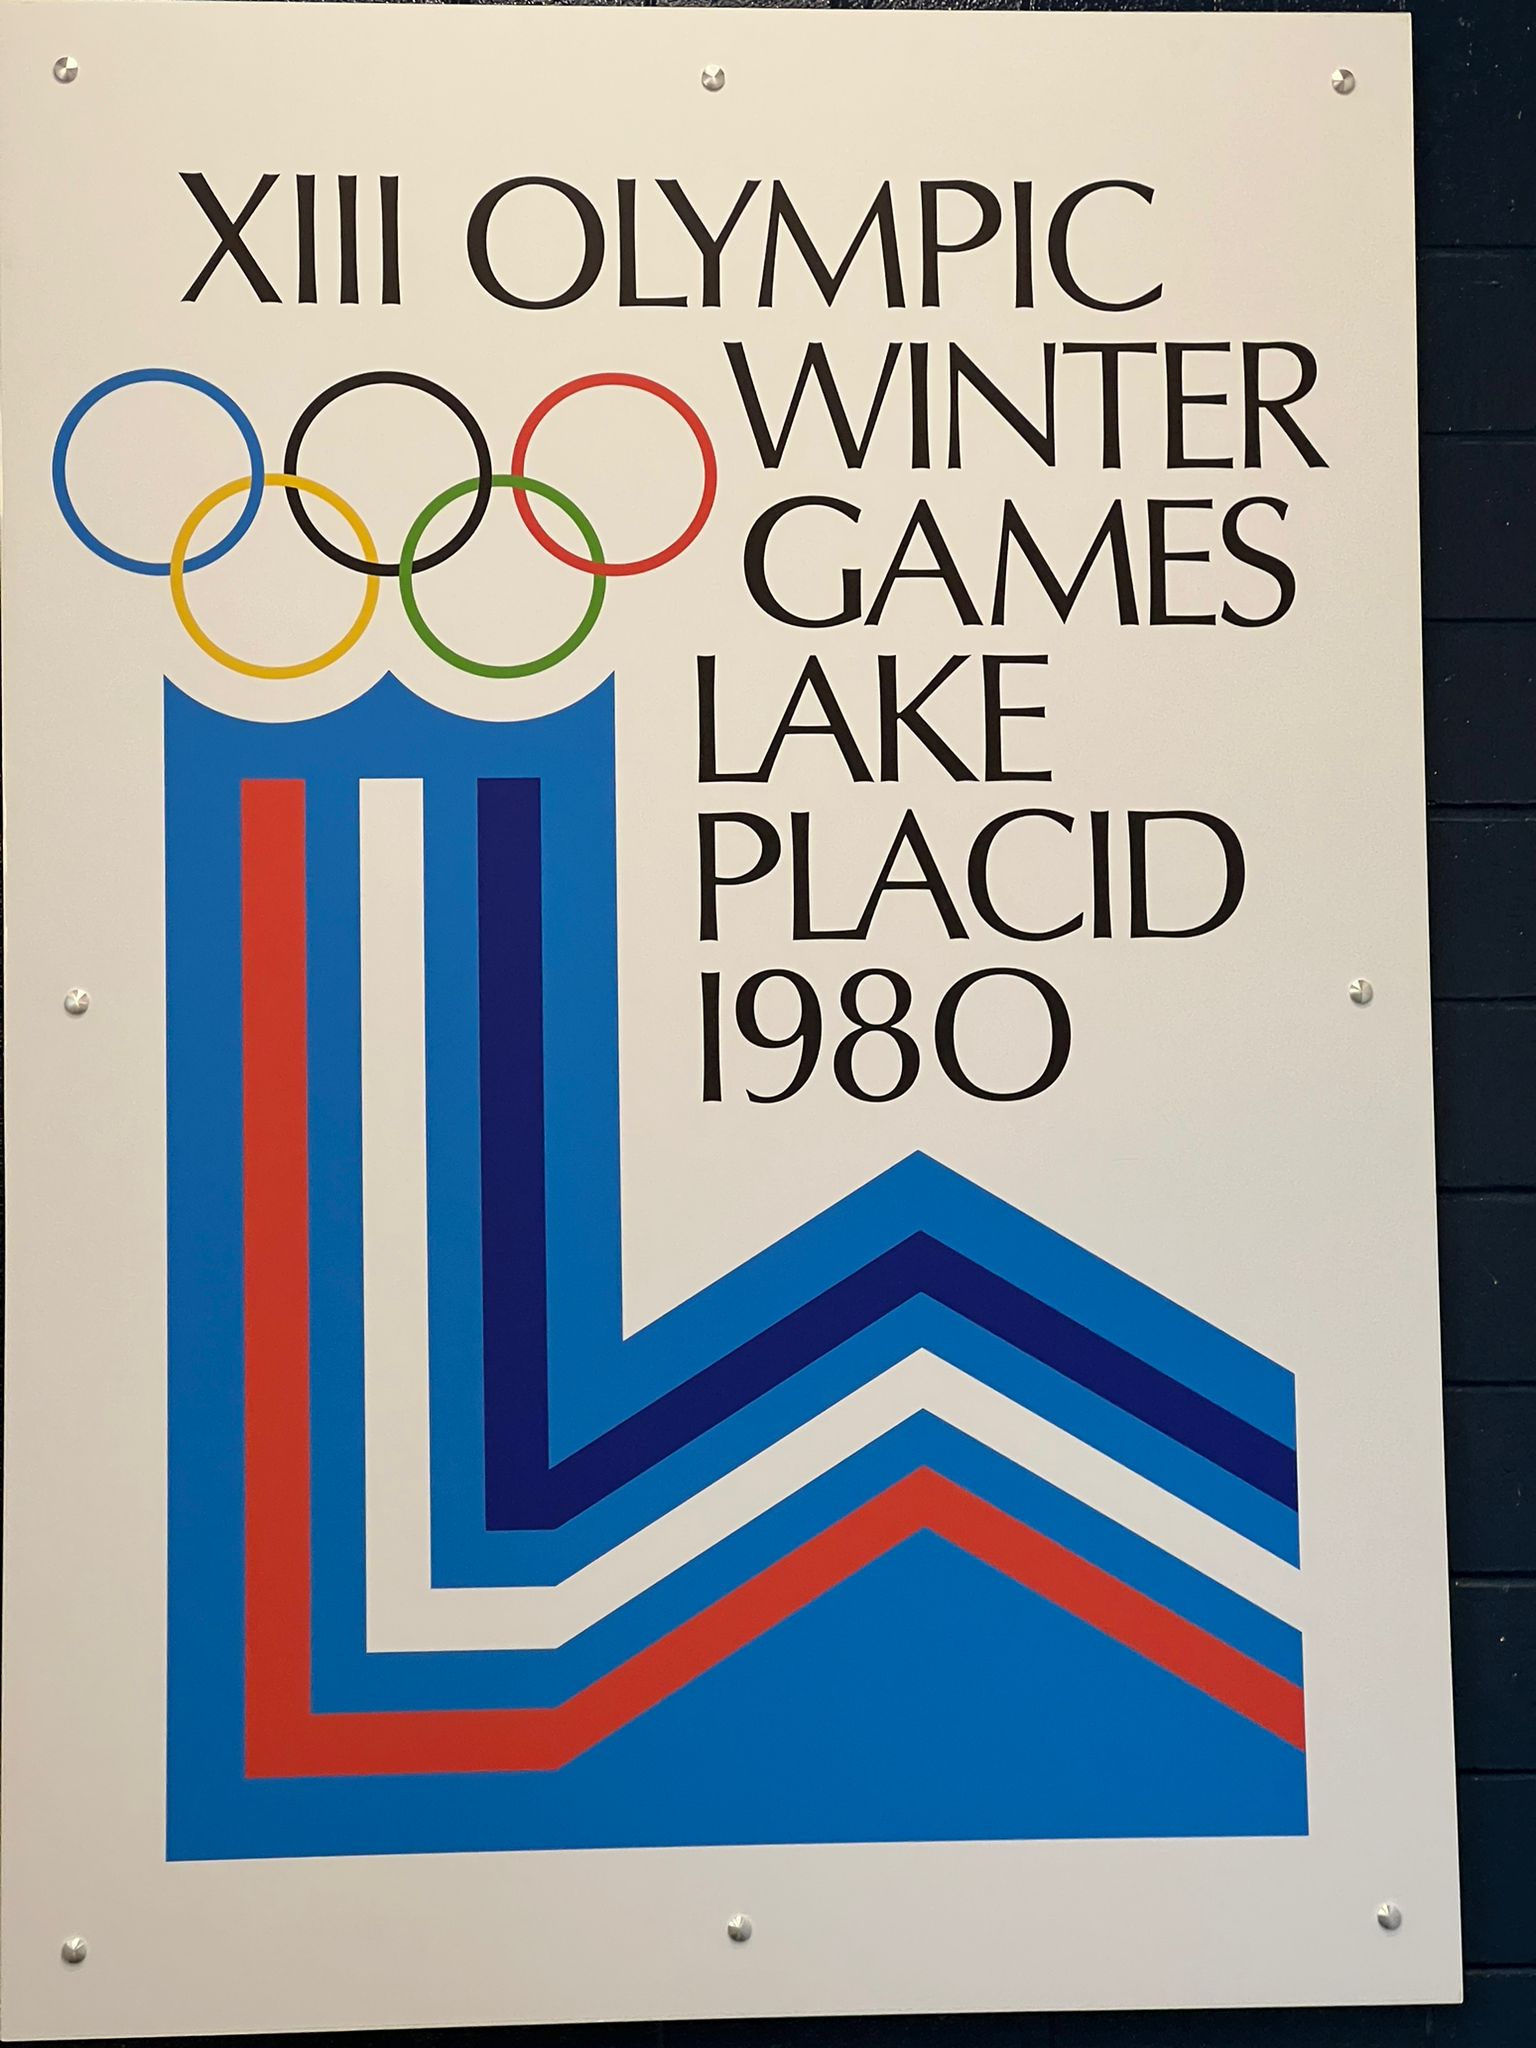 XIII OLYMPIC
WINTER
GAMES
LAKE
PLACID
1980